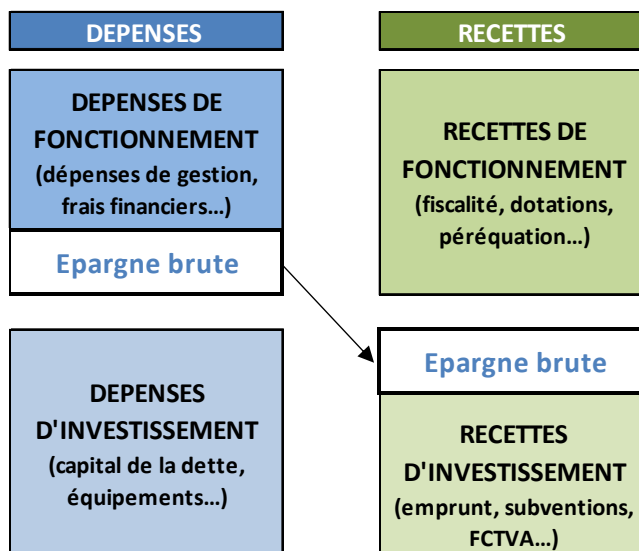 DEPENSES
DEPENSES DE
FONCTIONNEMENT
(dépenses de gestion,
frais financiers...)
Epargne brute
DEPENSES
D'INVESTISSEMENT
(capital de la dette,
équipements...)
RECETTES
RECETTES DE
FONCTIONNEMENT
(fiscalité, dotations,
péréquation...)
Epargne brute
RECETTES
D'INVESTISSEMENT
(emprunt, subventions,
FCTVA...)